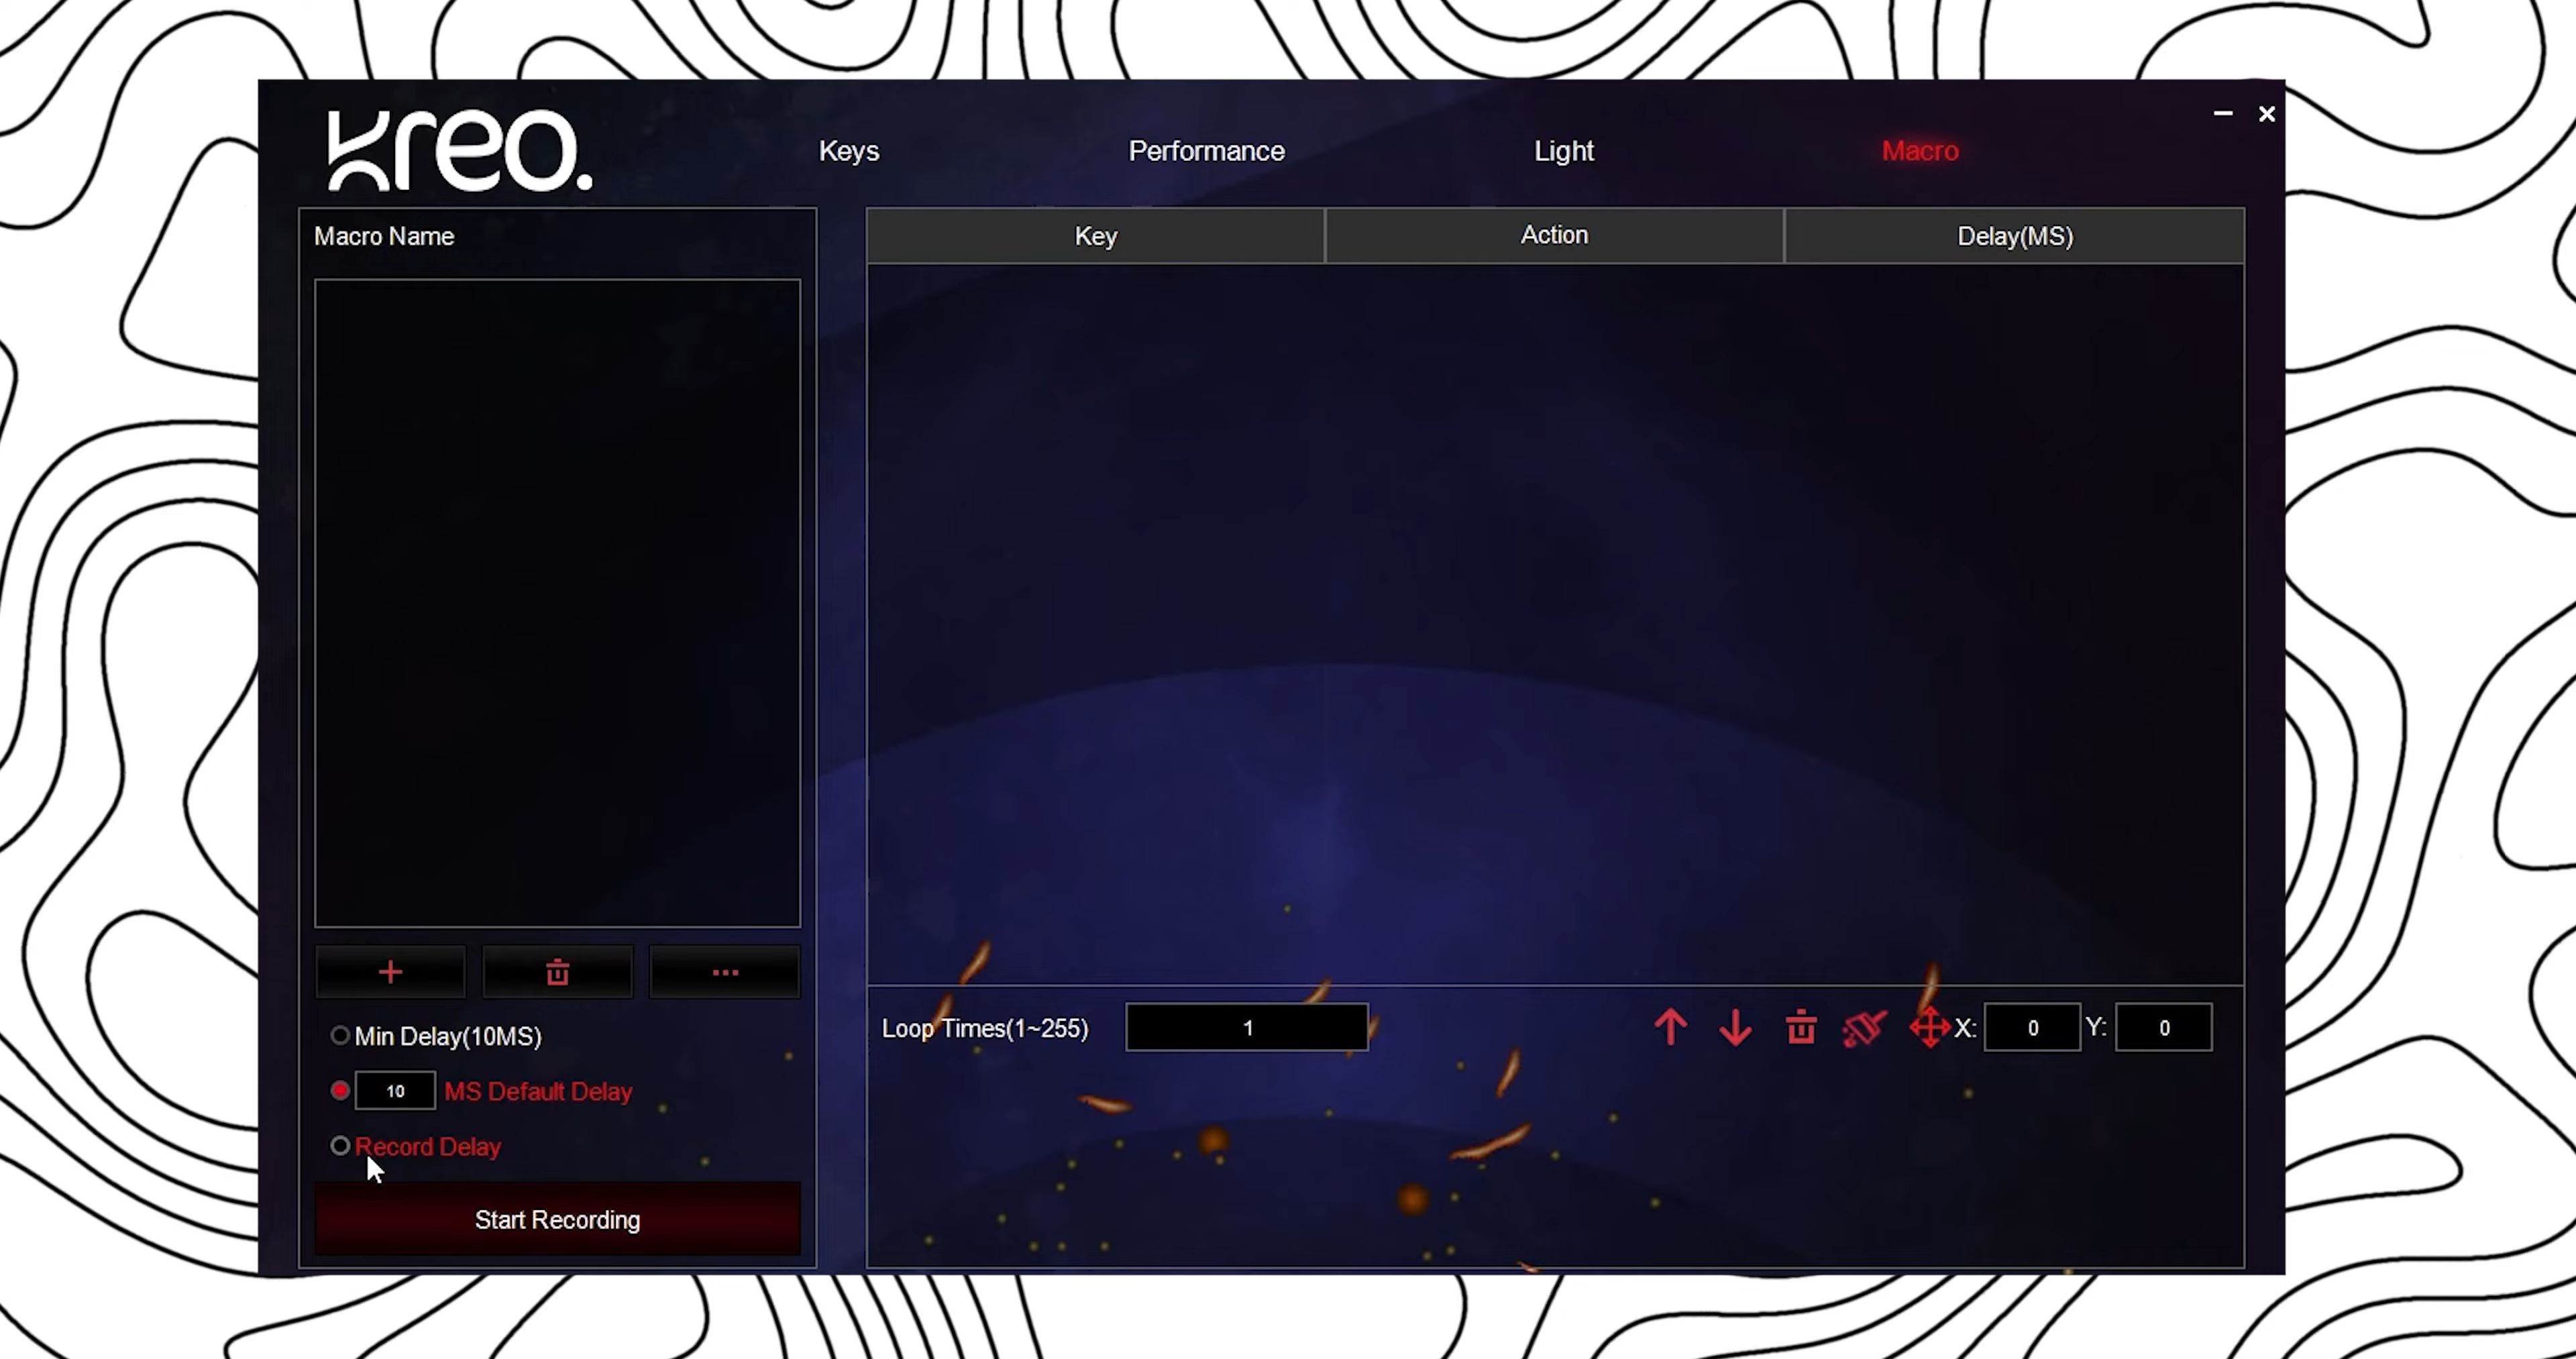 kreo.
Keys
Performance
Light
Macro
Macro Name
Key
Action
Delay(MS)
Min Delay(10MS)
10 MS Default Delay
Record Delay
Start Recording
Loop Times(1~255) 1
X: 0 Y: 0